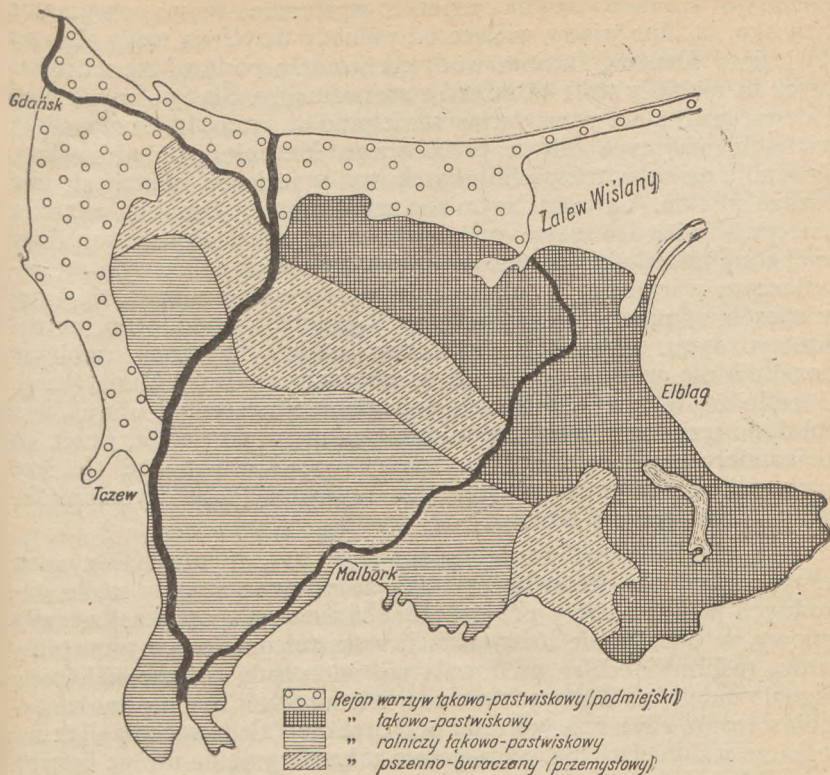 Gdańsk
Zalew Wiślany
Elbląg
Tczew
Malbork
Rejon warzyw łąkowo-pastwiskowy (podmiejski)
" łąkowo-pastwiskowy
" rolniczy łąkowo-pastwiskowy
" pszenno-buraczany (przemysłowy)